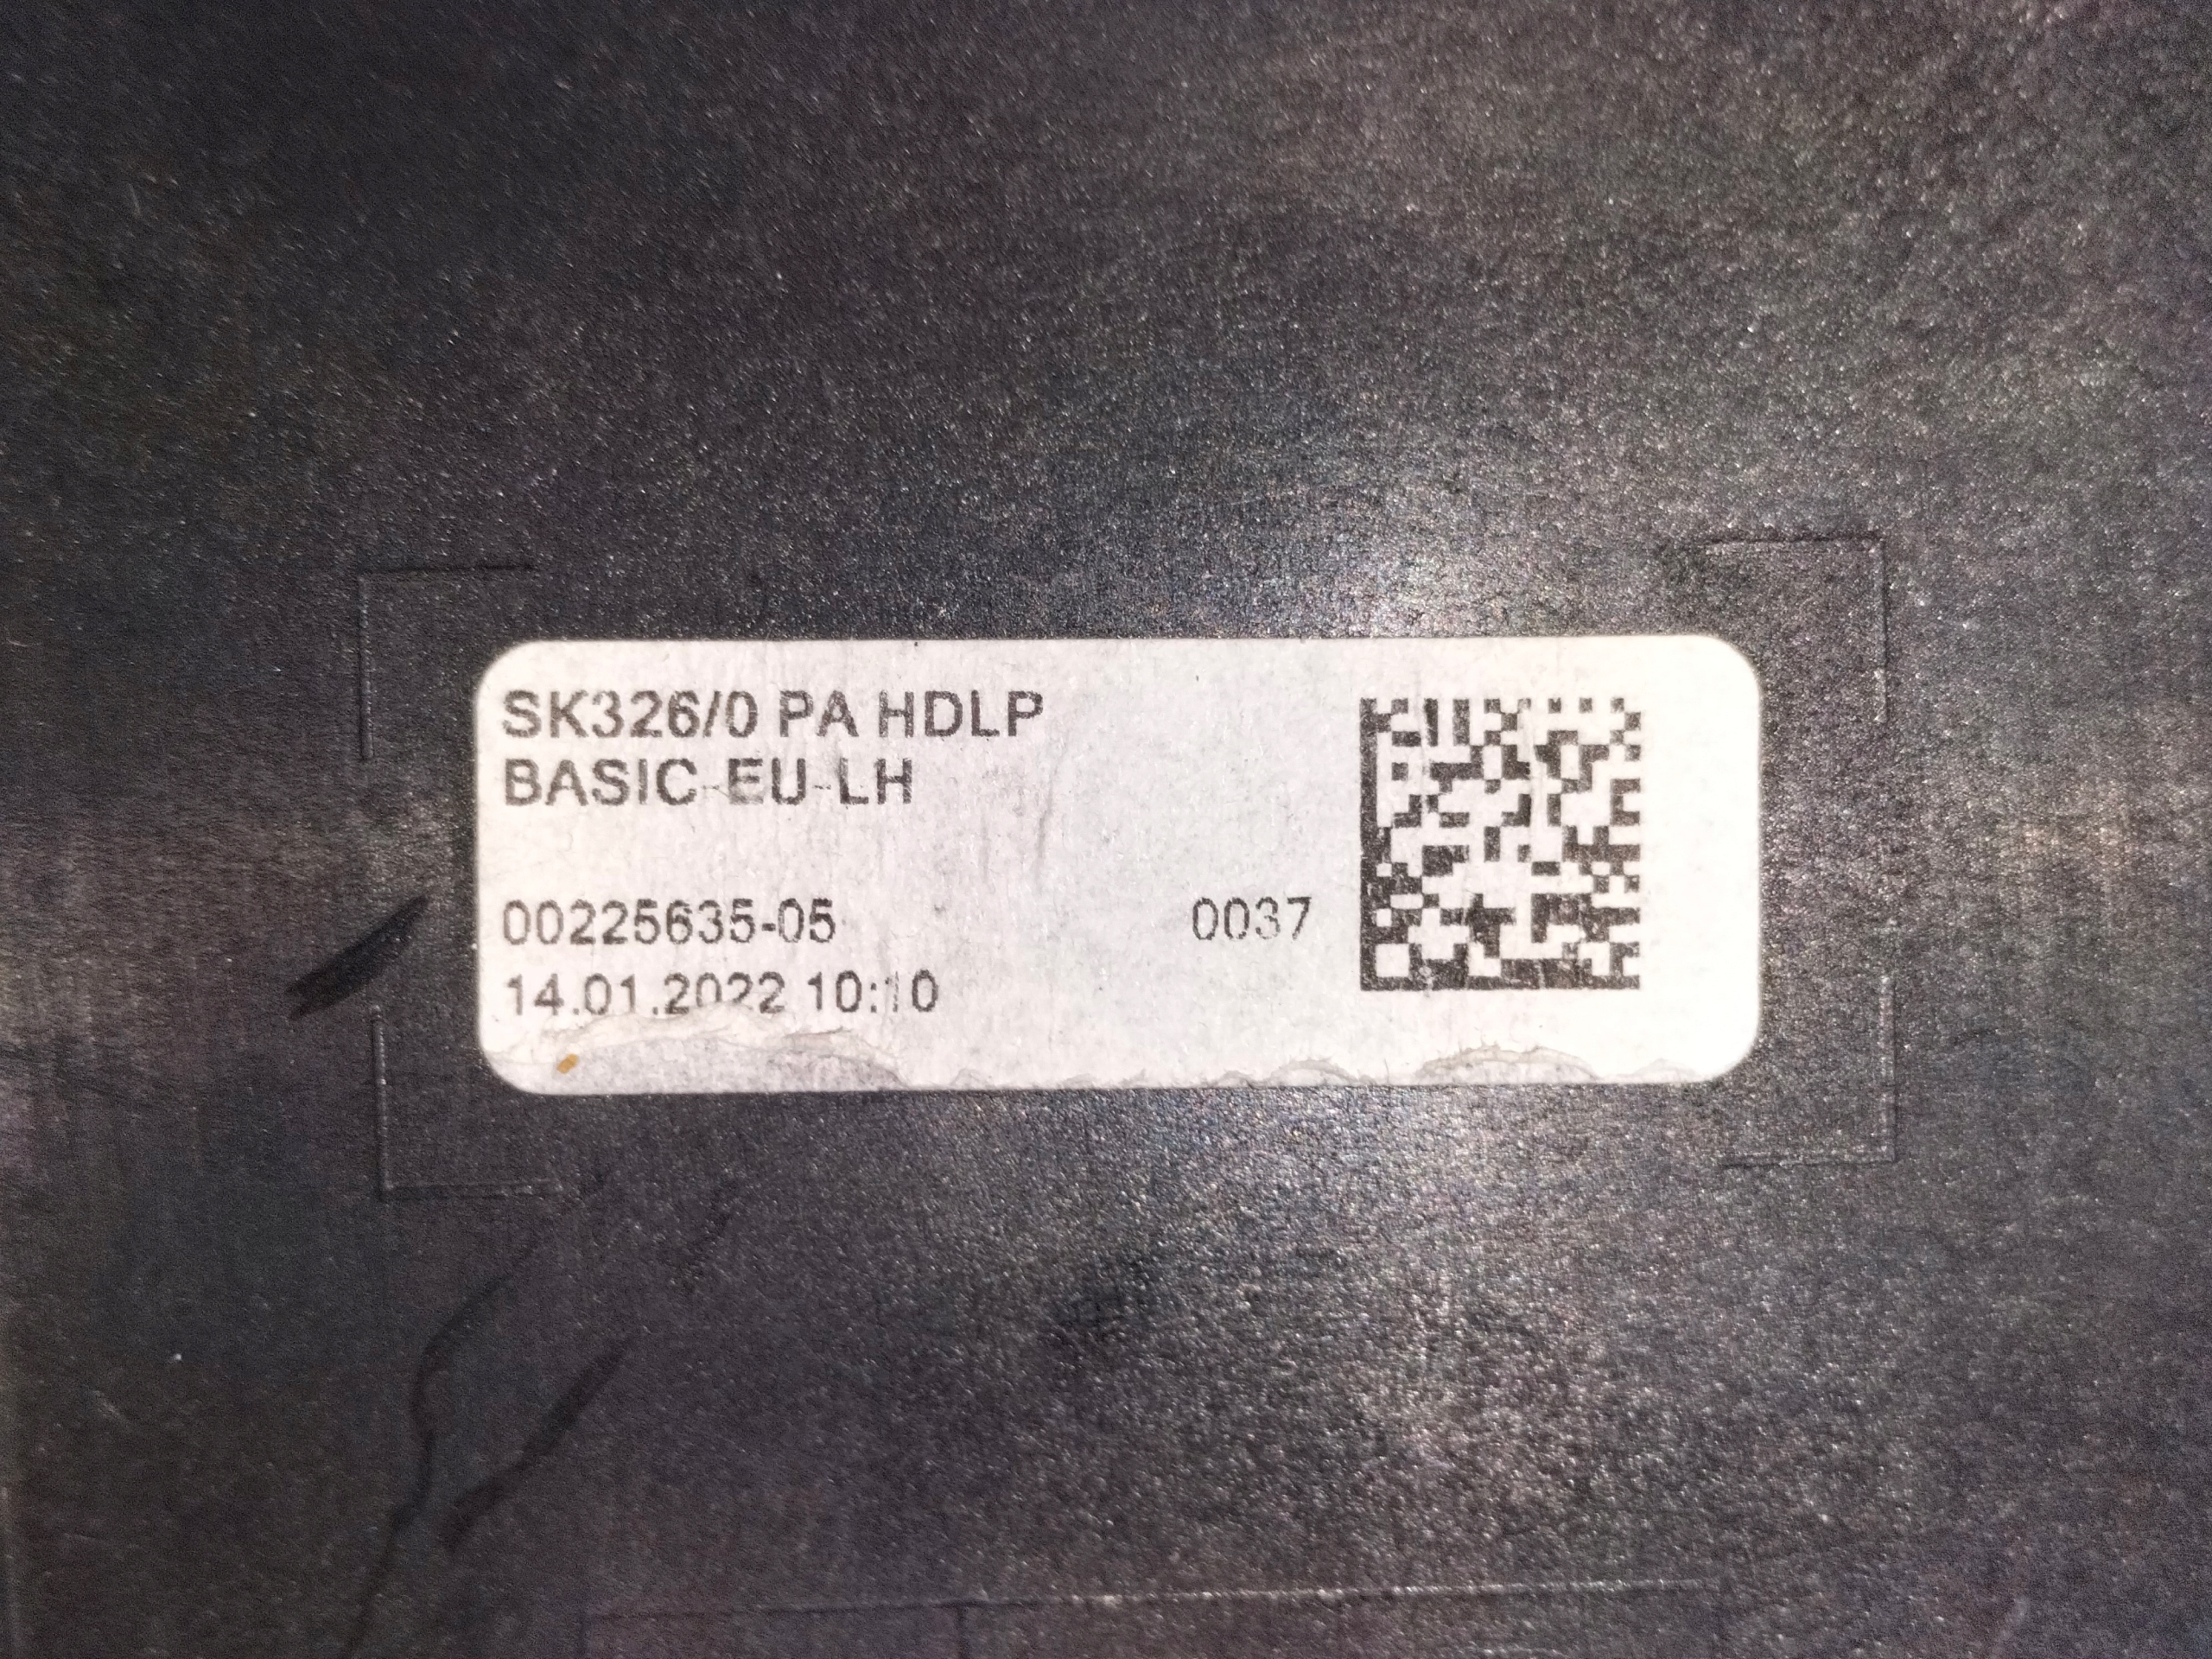 SK326/0 PA HDLP
BASIC-EU-LH
00225635-05 0037
14.01.2022 10:10